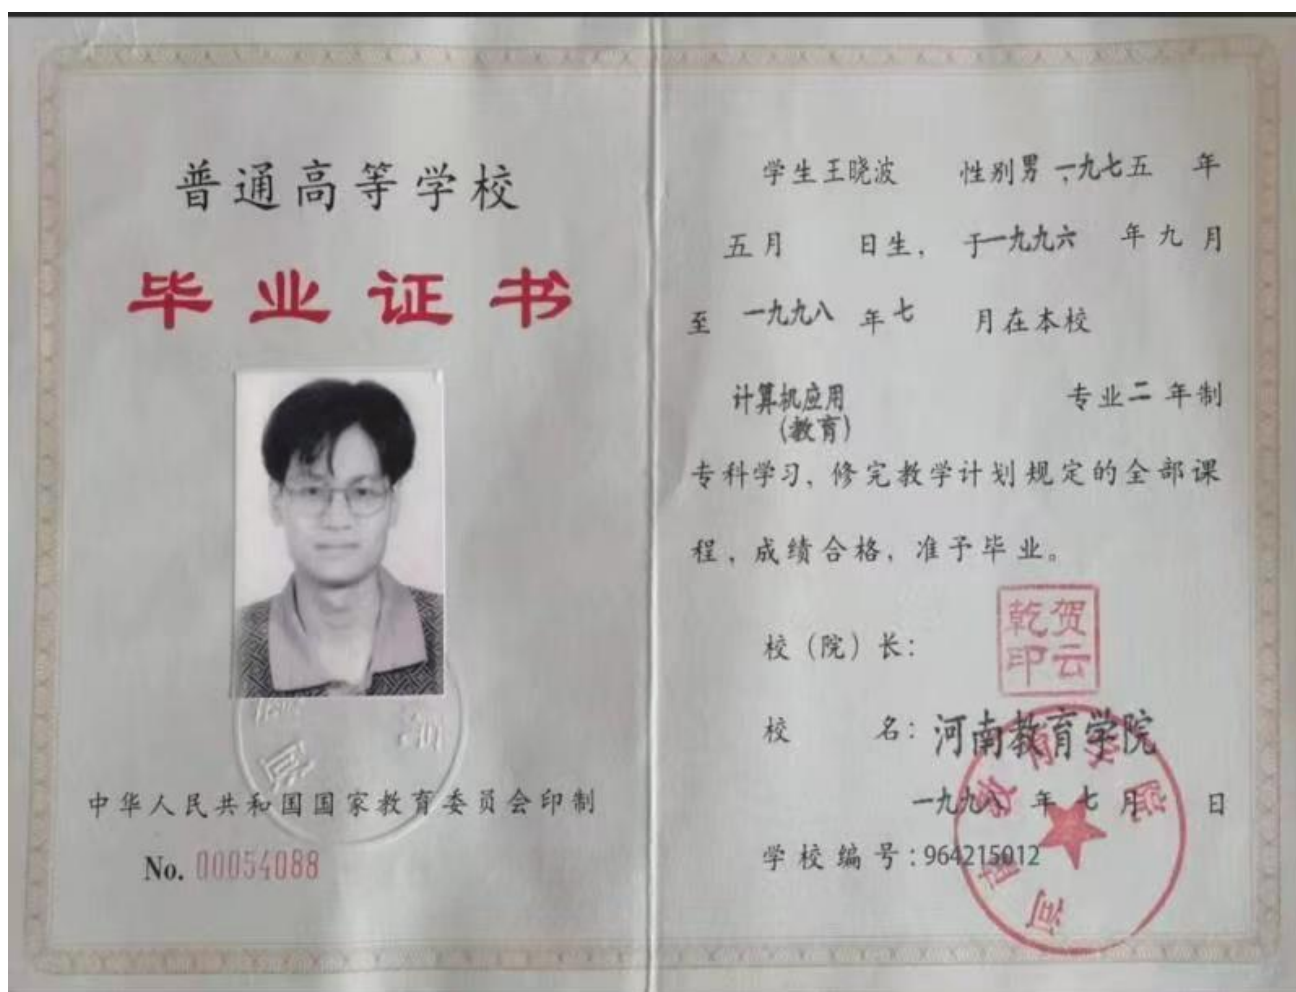 普通高等学校
毕业证书
中华人民共和国国家教育委员会印制
No. 00054088
学生王晓波 性别男 一九七五 年
五月 日生, 于一九九六 年九月
至 一九九八 年七 月在本校
计算机应用 专业二年制
(教育)
专科学习, 修完教学计划规定的全部课
程, 成绩合格, 准予毕业。
校(院)长:
贺云乾印
校 名: 河南教育学院
一九九八 年七月 日
学校编号:964215012
河南教育学院